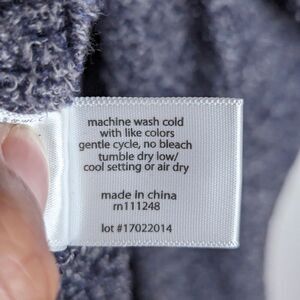 machine wash cold
with like colors
gentle cycle, no bleach
tumble dry low/
cool setting or air dry
made in china
rn111248
lot #17022014